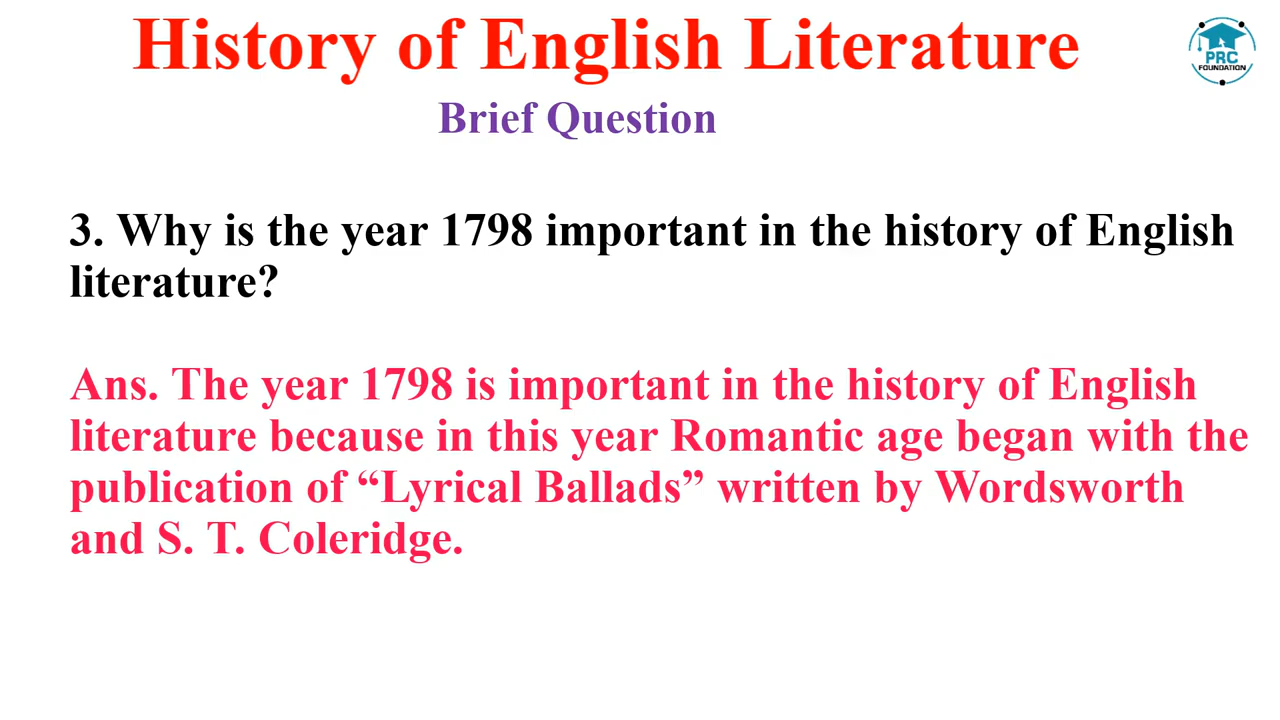 History of English Literature
PRC
FOUNDATION
Brief Question
3. Why is the year 1798 important in the history of English
literature?
Ans. The year 1798 is important in the history of English
literature because in this year Romantic age began with the
publication of “Lyrical Ballads” written by Wordsworth
and S. T. Coleridge.